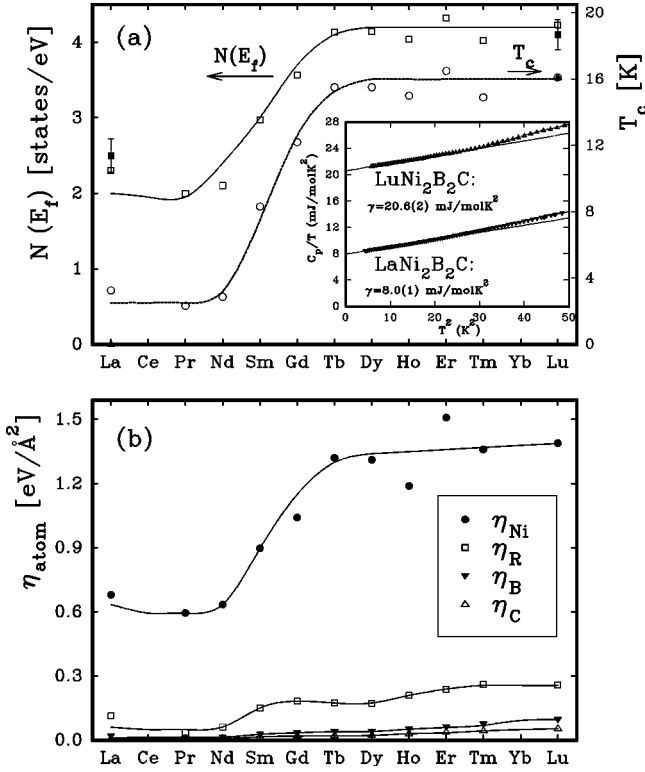 (a)
N(E_f)
T_c
N(E_f) [states/eV]
T_c [K]
5
4
3
2
1
0
20
16
12
8
4
0
28
24
20
16
12
8
4
0
C_p/T (mJ/molK²)
LuNi₂B₂C:
γ=20.6(2) mJ/molK²
LaNi₂B₂C:
γ=8.0(1) mJ/molK²
0 10 20 30 40 50
T² (K²)
La Ce Pr Nd Sm Gd Tb Dy Ho Er Tm Yb Lu
(b)
η_atom [eV/Å²]
1.5
1.2
0.9
0.6
0.3
0.0
η_Ni
η_R
η_B
η_C
La Ce Pr Nd Sm Gd Tb Dy Ho Er Tm Yb Lu